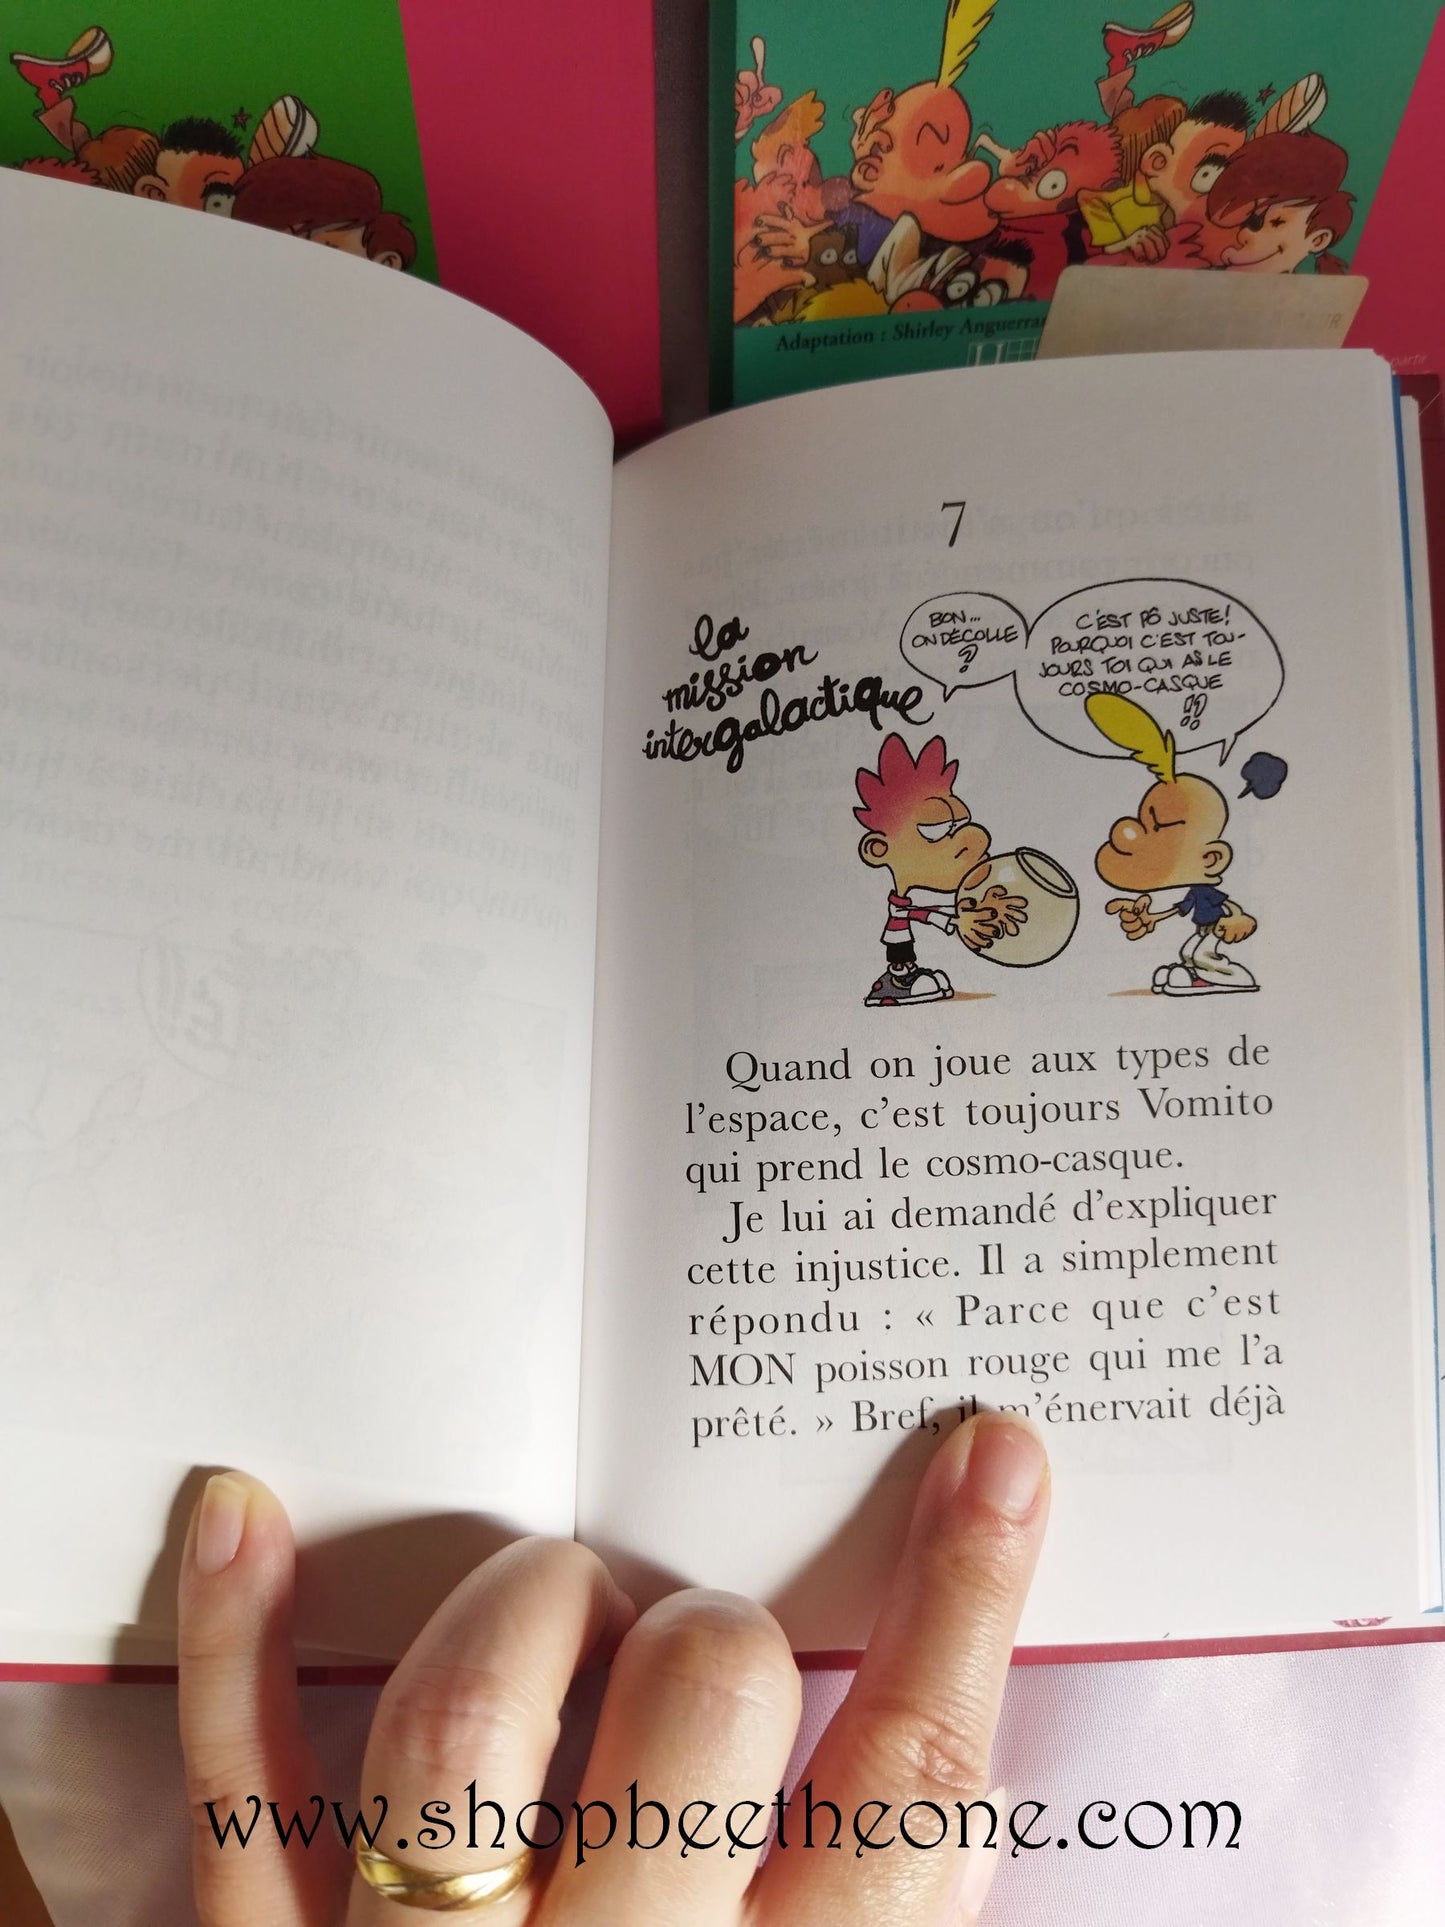 Adaptation : Shirley
7
la
mission
intergalactique
BON...
ON DÉCOLLE
?
C'EST PÔ JUSTE!
POURQUOI C'EST TOU-
JOURS TOI QUI AS LE
COSMO-CASQUE
?!
Quand on joue aux types de
l'espace, c'est toujours Vomito
qui prend le cosmo-casque.
Je lui ai demandé d'expliquer
cette injustice. Il a simplement
répondu : « Parce que c'est
MON poisson rouge qui me l'a
prêté. » Bref, il m'énervait déjà
www.shopbeetheone.com